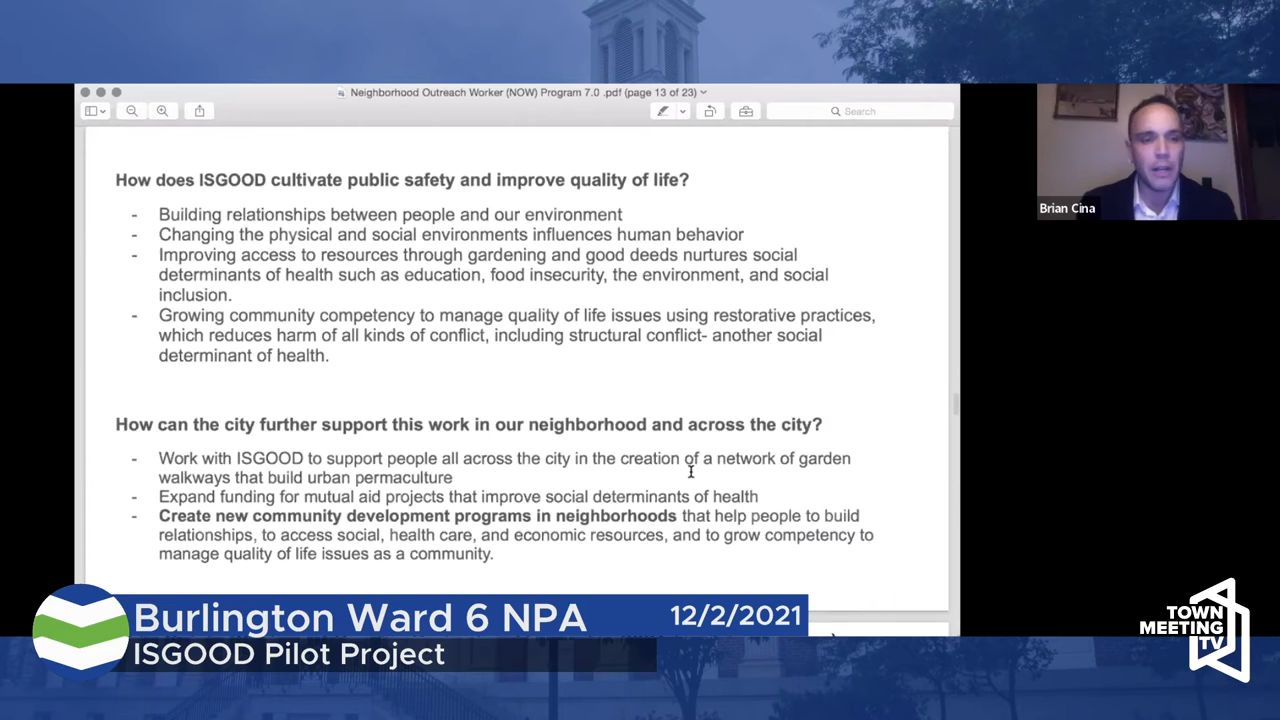 Neighborhood Outreach Worker (NOW) Program 7.0 .pdf (page 13 of 23)
Search
How does ISGOOD cultivate public safety and improve quality of life?
- Building relationships between people and our environment
- Changing the physical and social environments influences human behavior
- Improving access to resources through gardening and good deeds nurtures social
determinants of health such as education, food insecurity, the environment, and social
inclusion.
- Growing community competency to manage quality of life issues using restorative practices,
which reduces harm of all kinds of conflict, including structural conflict- another social
determinant of health.
How can the city further support this work in our neighborhood and across the city?
- Work with ISGOOD to support people all across the city in the creation of a network of garden
walkways that build urban permaculture
- Expand funding for mutual aid projects that improve social determinants of health
- Create new community development programs in neighborhoods that help people to build
relationships, to access social, health care, and economic resources, and to grow competency to
manage quality of life issues as a community.
Brian Cina
Burlington Ward 6 NPA
12/2/2021
ISGOOD Pilot Project
TOWN
MEETING
TV